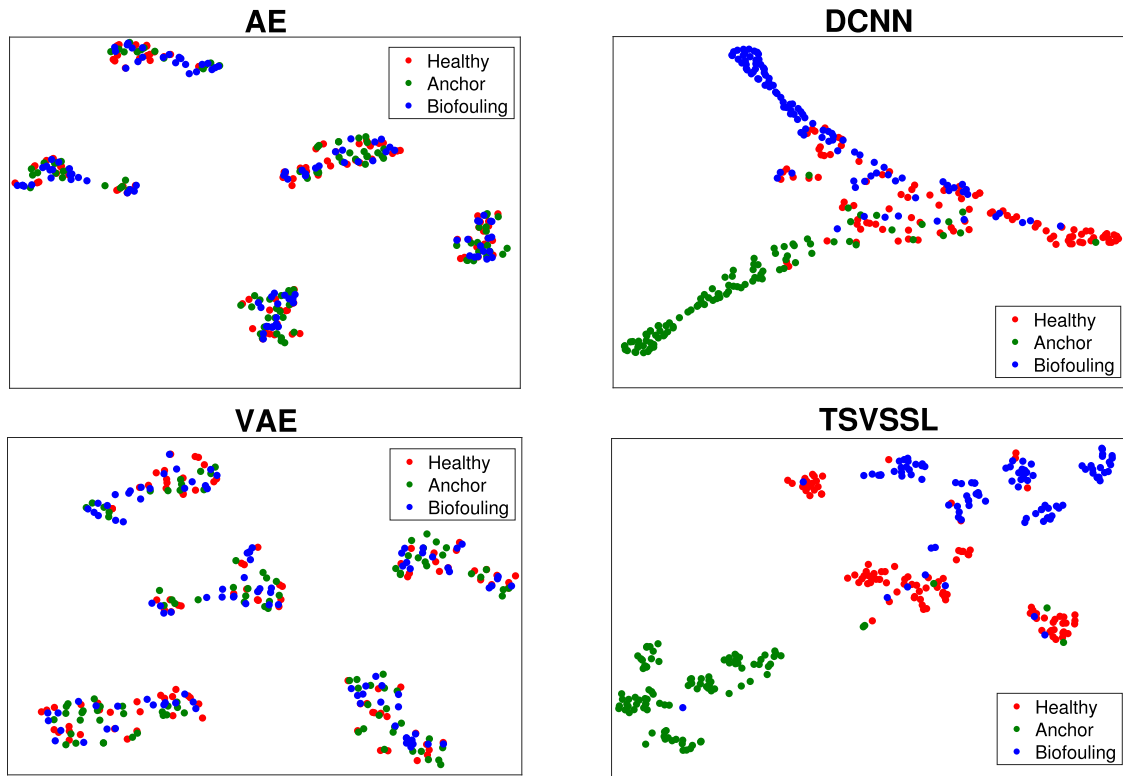 AE
Healthy
Anchor
Biofouling
DCNN
Healthy
Anchor
Biofouling
VAE
Healthy
Anchor
Biofouling
TSVSSL
Healthy
Anchor
Biofouling